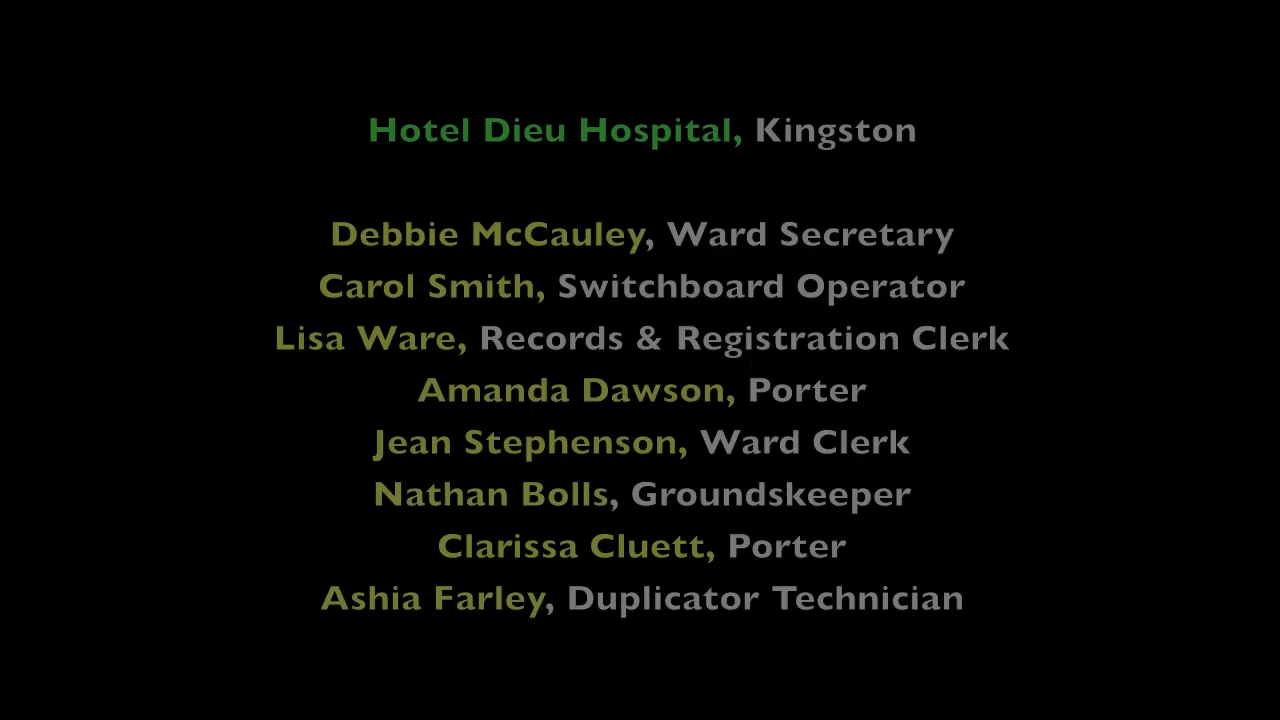 Hotel Dieu Hospital, Kingston
Debbie McCauley, Ward Secretary
Carol Smith, Switchboard Operator
Lisa Ware, Records & Registration Clerk
Amanda Dawson, Porter
Jean Stephenson, Ward Clerk
Nathan Bolls, Groundskeeper
Clarissa Cluett, Porter
Ashia Farley, Duplicator Technician